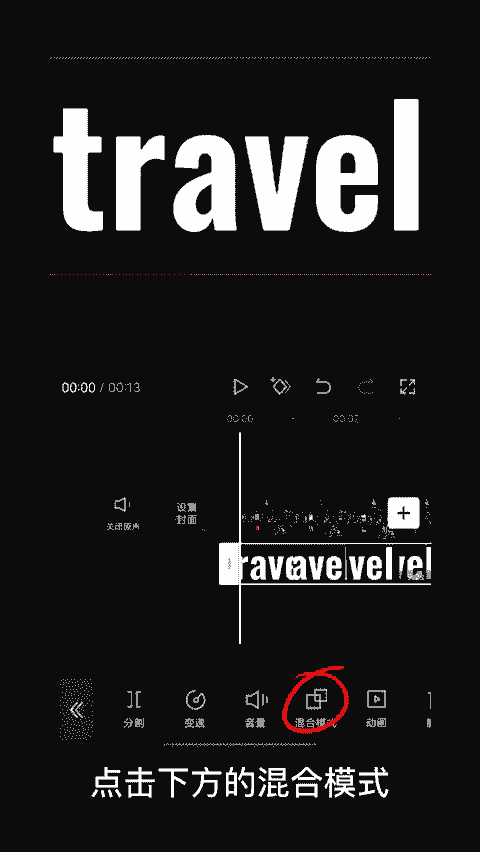 travel
00:00 / 00:13
00:00
00:02
关闭原声
设置
封面
分割
变速
音量
混合模式
动画
点击下方的混合模式